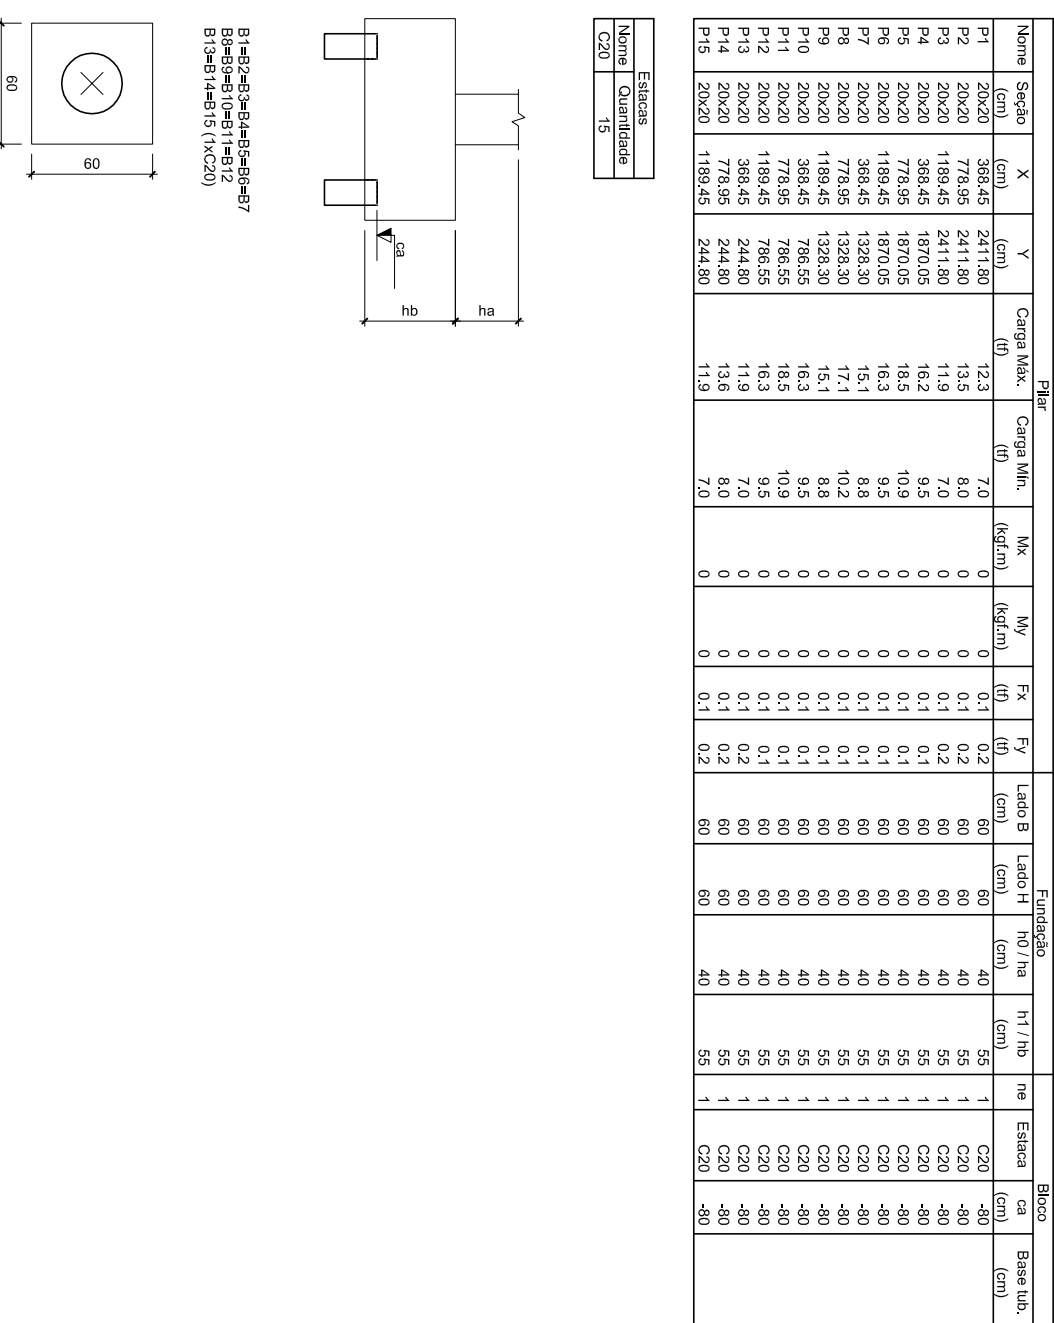 Pilar Fundação Bloco
Nome Seção (cm) X (cm) Y (cm) Carga Máx. (tf) Carga Mín. (tf) Mx (kgf.m) My (kgf.m) Fx (tf) Fy (tf) Lado B (cm) Lado H (cm) h0 / ha (cm) h1 / hb (cm) ne Estaca ca (cm) Base tub. (cm)
P1 20x20 368.45 2411.80 12.3 7.0 0 0 0.1 0.2 60 60 40 55 1 C20 -80
P2 20x20 778.95 2411.80 13.5 8.0 0 0 0.1 0.2 60 60 40 55 1 C20 -80
P3 20x20 1189.45 2411.80 11.9 7.0 0 0 0.1 0.2 60 60 40 55 1 C20 -80
P4 20x20 368.45 1870.05 16.2 9.5 0 0 0.1 0.1 60 60 40 55 1 C20 -80
P5 20x20 778.95 1870.05 18.5 10.9 0 0 0.1 0.1 60 60 40 55 1 C20 -80
P6 20x20 1189.45 1870.05 16.3 9.5 0 0 0.1 0.1 60 60 40 55 1 C20 -80
P7 20x20 368.45 1328.30 15.1 8.8 0 0 0.1 0.1 60 60 40 55 1 C20 -80
P8 20x20 778.95 1328.30 17.1 10.2 0 0 0.1 0.1 60 60 40 55 1 C20 -80
P9 20x20 1189.45 1328.30 15.1 8.8 0 0 0.1 0.1 60 60 40 55 1 C20 -80
P10 20x20 368.45 786.55 16.3 9.5 0 0 0.1 0.1 60 60 40 55 1 C20 -80
P11 20x20 778.95 786.55 18.5 10.9 0 0 0.1 0.1 60 60 40 55 1 C20 -80
P12 20x20 1189.45 786.55 16.3 9.5 0 0 0.1 0.1 60 60 40 55 1 C20 -80
P13 20x20 368.45 244.80 11.9 7.0 0 0 0.1 0.2 60 60 40 55 1 C20 -80
P14 20x20 778.95 244.80 13.6 8.0 0 0 0.1 0.2 60 60 40 55 1 C20 -80
P15 20x20 1189.45 244.80 11.9 7.0 0 0 0.1 0.2 60 60 40 55 1 C20 -80
Estacas
Nome Quantidade
C20 15
ha
hb
ca
B1=B2=B3=B4=B5=B6=B7
B8=B9=B10=B11=B12
B13=B14=B15 (1xC20)
60
60